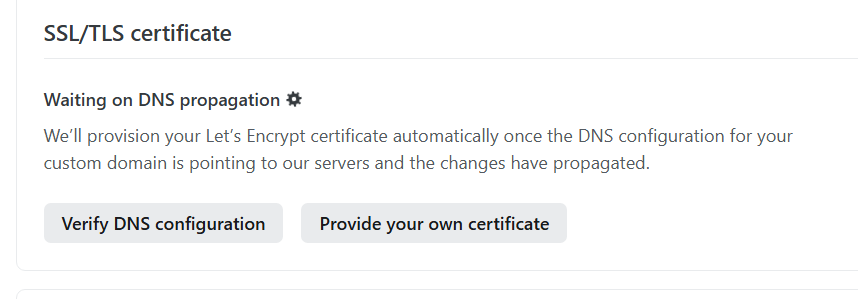 SSL/TLS certificate
Waiting on DNS propagation
We’ll provision your Let’s Encrypt certificate automatically once the DNS configuration for your
custom domain is pointing to our servers and the changes have propagated.
Verify DNS configuration
Provide your own certificate